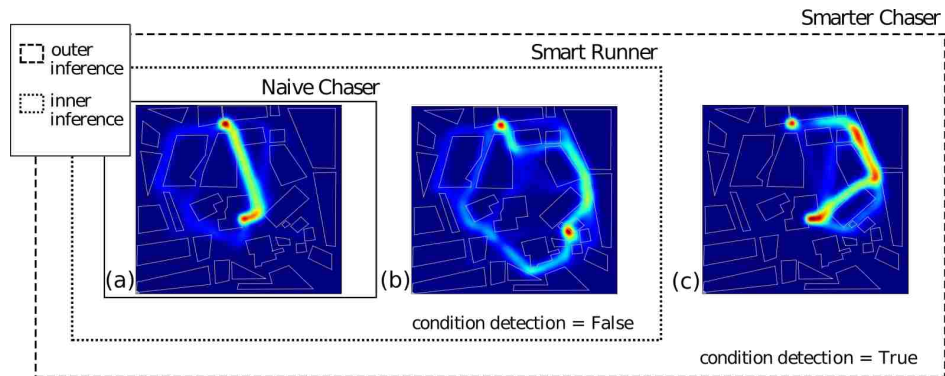 Smarter Chaser
outer
inference
Smart Runner
inner
inference
Naive Chaser
(a)
(b)
(c)
condition detection = False
condition detection = True